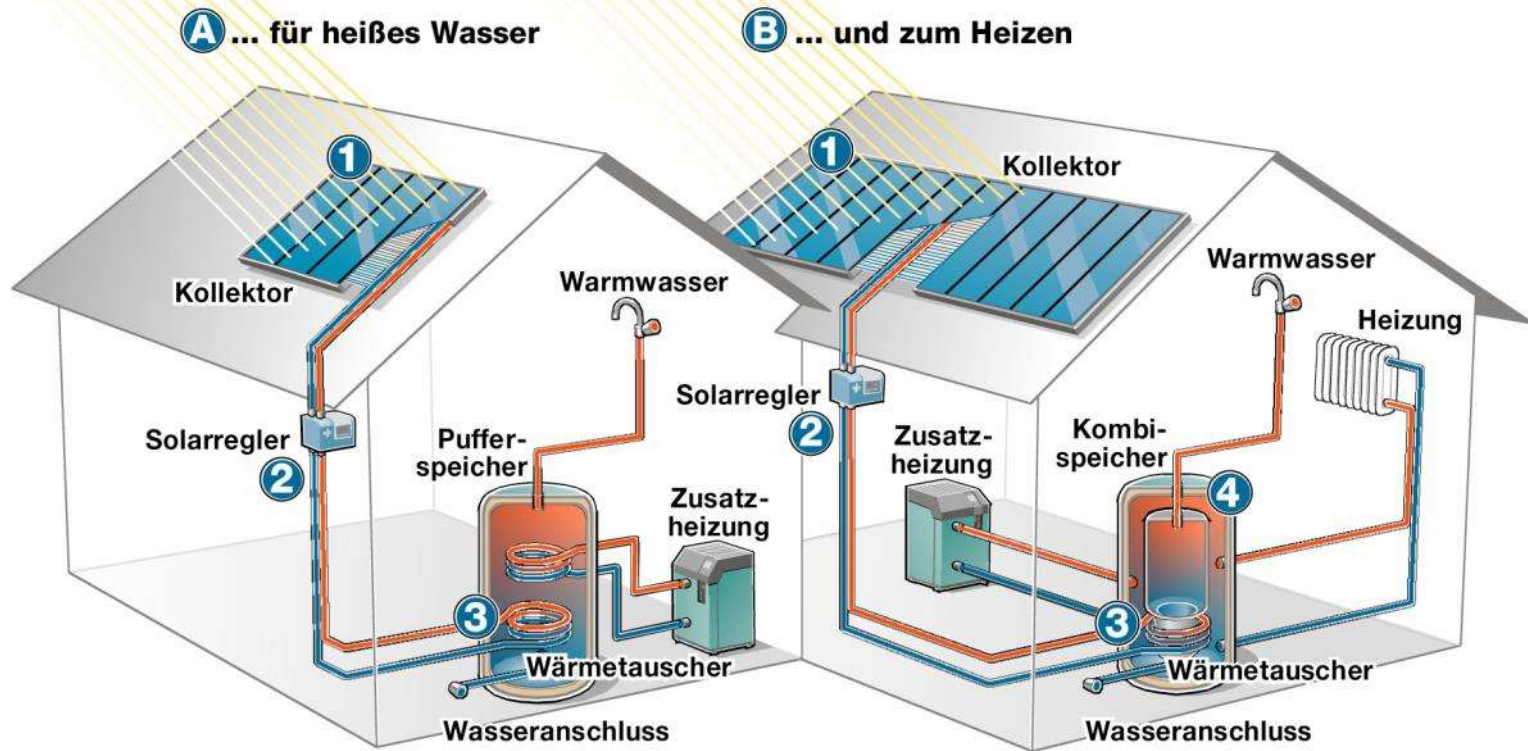 A ... für heißes Wasser
1
Kollektor
Warmwasser
Solarregler
2
Puffer-
speicher
Zusatz-
heizung
3
Wärmetauscher
Wasseranschluss
B ... und zum Heizen
1
Kollektor
Warmwasser
Heizung
Solarregler
2
Zusatz-
heizung
Kombi-
speicher
4
3
Wärmetauscher
Wasseranschluss